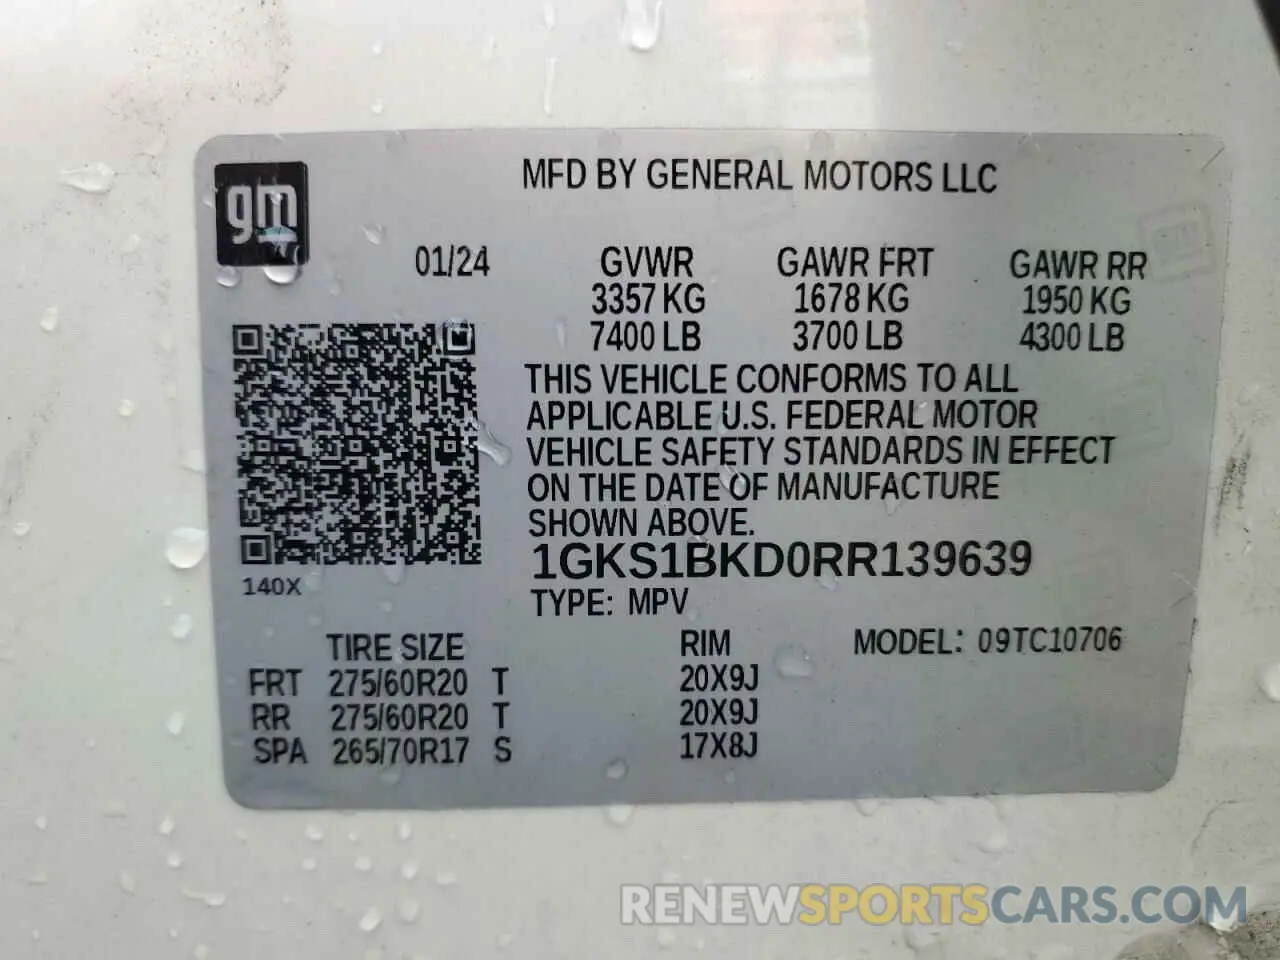 MFD BY GENERAL MOTORS LLC
gm
01/24 GVWR GAWR FRT GAWR RR
3357 KG 1678 KG 1950 KG
7400 LB 3700 LB 4300 LB
THIS VEHICLE CONFORMS TO ALL
APPLICABLE U.S. FEDERAL MOTOR
VEHICLE SAFETY STANDARDS IN EFFECT
ON THE DATE OF MANUFACTURE
SHOWN ABOVE.
1GKS1BKD0RR139639
140X
TYPE: MPV
TIRE SIZE RIM MODEL: 09TC10706
FRT 275/60R20 T 20X9J
RR 275/60R20 T 20X9J
SPA 265/70R17 S 17X8J
RENEWSPORTSCARS.COM